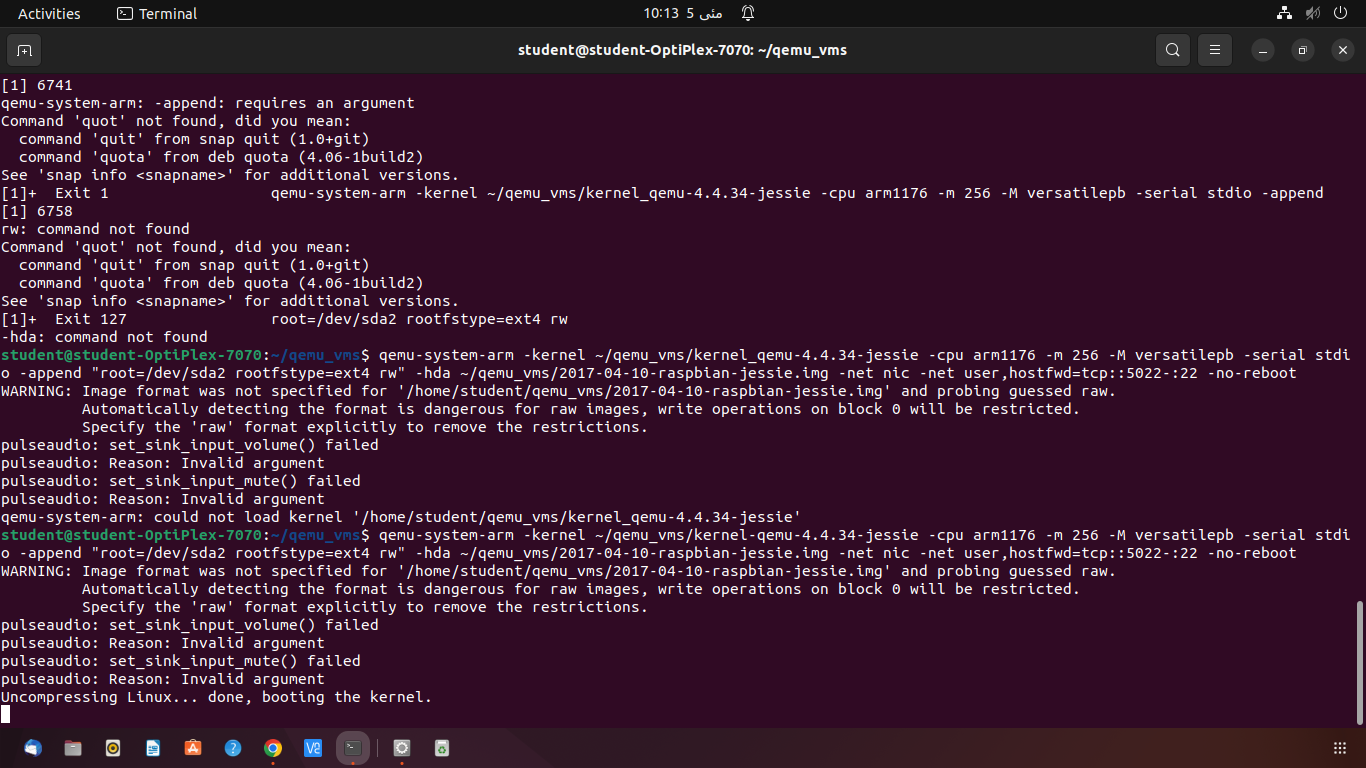 Activities
Terminal
10:13 5 مئی
student@student-OptiPlex-7070: ~/qemu_vms
[1] 6741
qemu-system-arm: -append: requires an argument
Command 'quot' not found, did you mean:
  command 'quit' from snap quit (1.0+git)
  command 'quota' from deb quota (4.06-1build2)
See 'snap info <snapname>' for additional versions.
[1]+  Exit 1                qemu-system-arm -kernel ~/qemu_vms/kernel_qemu-4.4.34-jessie -cpu arm1176 -m 256 -M versatilepb -serial stdio -append
[1] 6758
rw: command not found
Command 'quot' not found, did you mean:
  command 'quit' from snap quit (1.0+git)
  command 'quota' from deb quota (4.06-1build2)
See 'snap info <snapname>' for additional versions.
[1]+  Exit 127                root=/dev/sda2 rootfstype=ext4 rw
-hda: command not found
student@student-OptiPlex-7070:~/qemu_vms$ qemu-system-arm -kernel ~/qemu_vms/kernel_qemu-4.4.34-jessie -cpu arm1176 -m 256 -M versatilepb -serial stdi
o -append "root=/dev/sda2 rootfstype=ext4 rw" -hda ~/qemu_vms/2017-04-10-raspbian-jessie.img -net nic -net user,hostfwd=tcp::5022-:22 -no-reboot
WARNING: Image format was not specified for '/home/student/qemu_vms/2017-04-10-raspbian-jessie.img' and probing guessed raw.
         Automatically detecting the format is dangerous for raw images, write operations on block 0 will be restricted.
         Specify the 'raw' format explicitly to remove the restrictions.
pulseaudio: set_sink_input_volume() failed
pulseaudio: Reason: Invalid argument
pulseaudio: set_sink_input_mute() failed
pulseaudio: Reason: Invalid argument
qemu-system-arm: could not load kernel '/home/student/qemu_vms/kernel_qemu-4.4.34-jessie'
student@student-OptiPlex-7070:~/qemu_vms$ qemu-system-arm -kernel ~/qemu_vms/kernel-qemu-4.4.34-jessie -cpu arm1176 -m 256 -M versatilepb -serial stdi
o -append "root=/dev/sda2 rootfstype=ext4 rw" -hda ~/qemu_vms/2017-04-10-raspbian-jessie.img -net nic -net user,hostfwd=tcp::5022-:22 -no-reboot
WARNING: Image format was not specified for '/home/student/qemu_vms/2017-04-10-raspbian-jessie.img' and probing guessed raw.
         Automatically detecting the format is dangerous for raw images, write operations on block 0 will be restricted.
         Specify the 'raw' format explicitly to remove the restrictions.
pulseaudio: set_sink_input_volume() failed
pulseaudio: Reason: Invalid argument
pulseaudio: set_sink_input_mute() failed
pulseaudio: Reason: Invalid argument
Uncompressing Linux... done, booting the kernel.